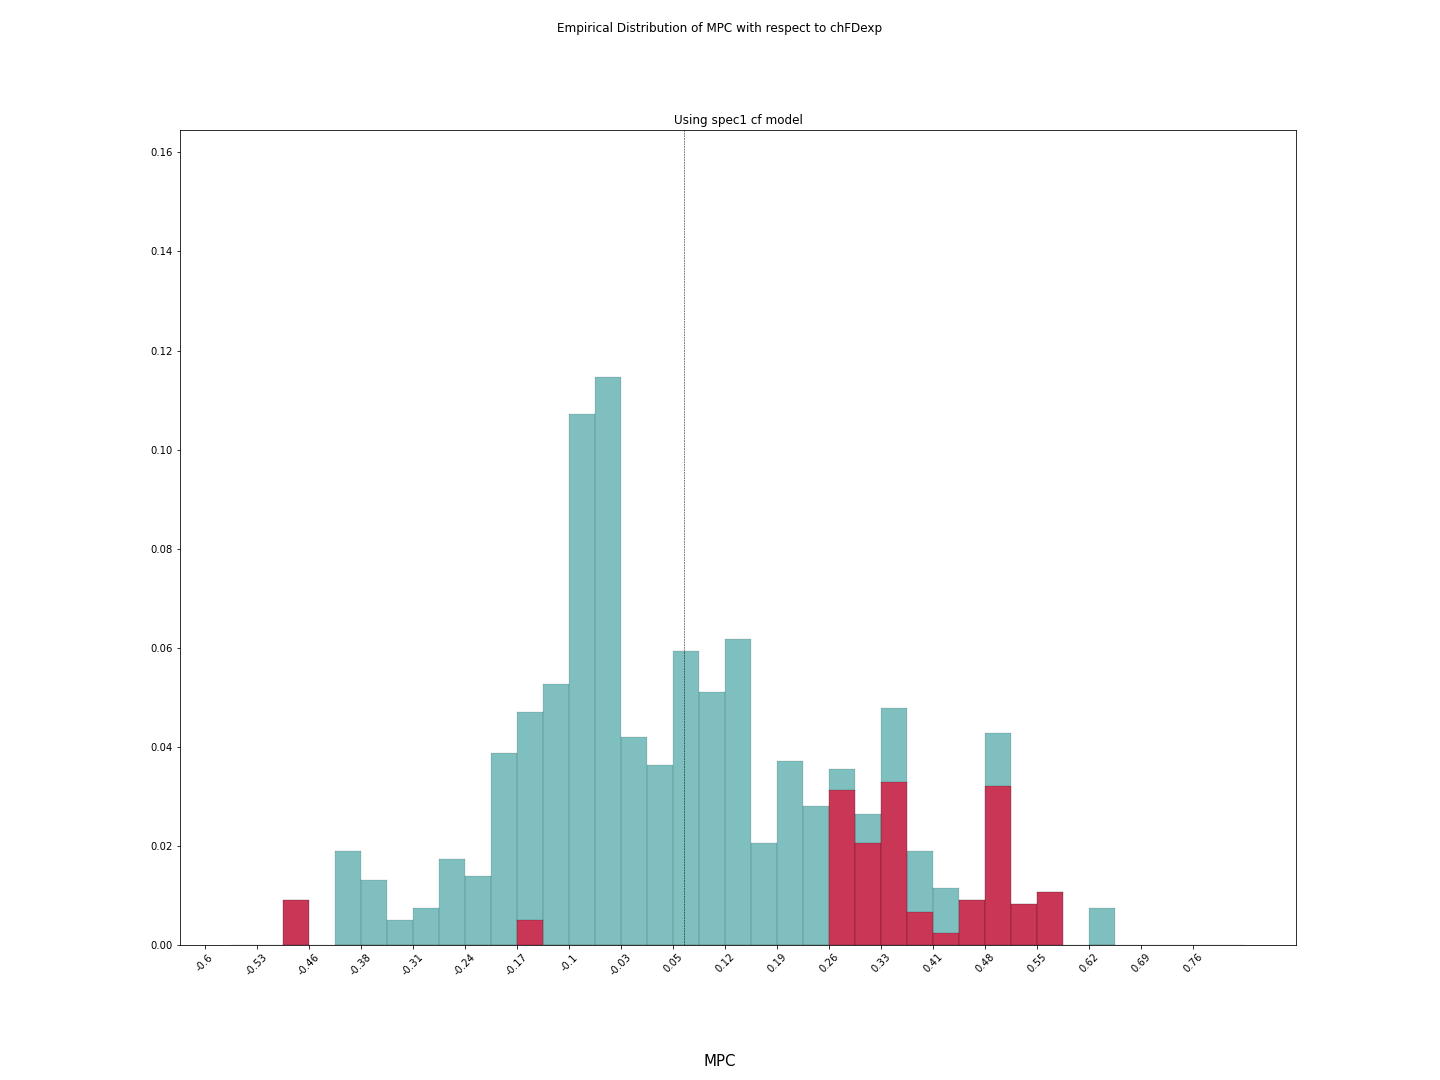 Empirical Distribution of MPC with respect to chFDexp
Using spec1 cf model
0.16
0.14
0.12
0.10
0.08
0.06
0.04
0.02
0.00
-0.6 -0.53 -0.46 -0.38 -0.31 -0.24 -0.17 -0.1 -0.03 0.05 0.12 0.19 0.26 0.33 0.41 0.48 0.55 0.62 0.69 0.76
MPC